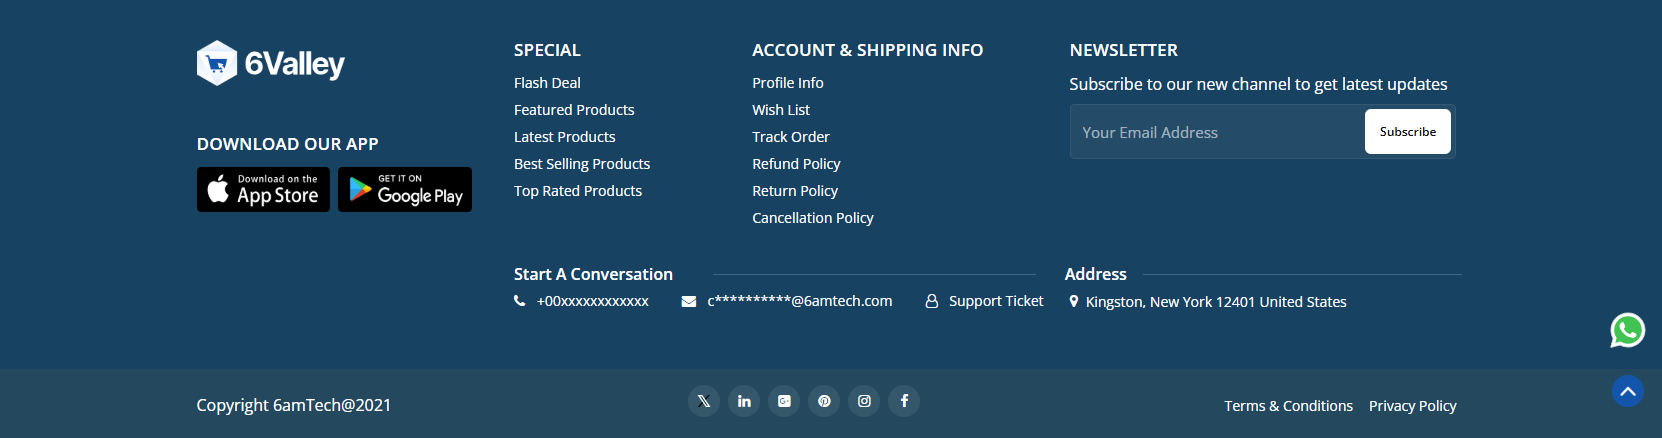 6Valley
DOWNLOAD OUR APP
Download on the
App Store
GET IT ON
Google Play
SPECIAL
Flash Deal
Featured Products
Latest Products
Best Selling Products
Top Rated Products
ACCOUNT & SHIPPING INFO
Profile Info
Wish List
Track Order
Refund Policy
Return Policy
Cancellation Policy
NEWSLETTER
Subscribe to our new channel to get latest updates
Your Email Address
Subscribe
Start A Conversation
+00xxxxxxxxxxxx
c**********@6amtech.com
Support Ticket
Address
Kingston, New York 12401 United States
Copyright 6amTech@2021
Terms & Conditions
Privacy Policy